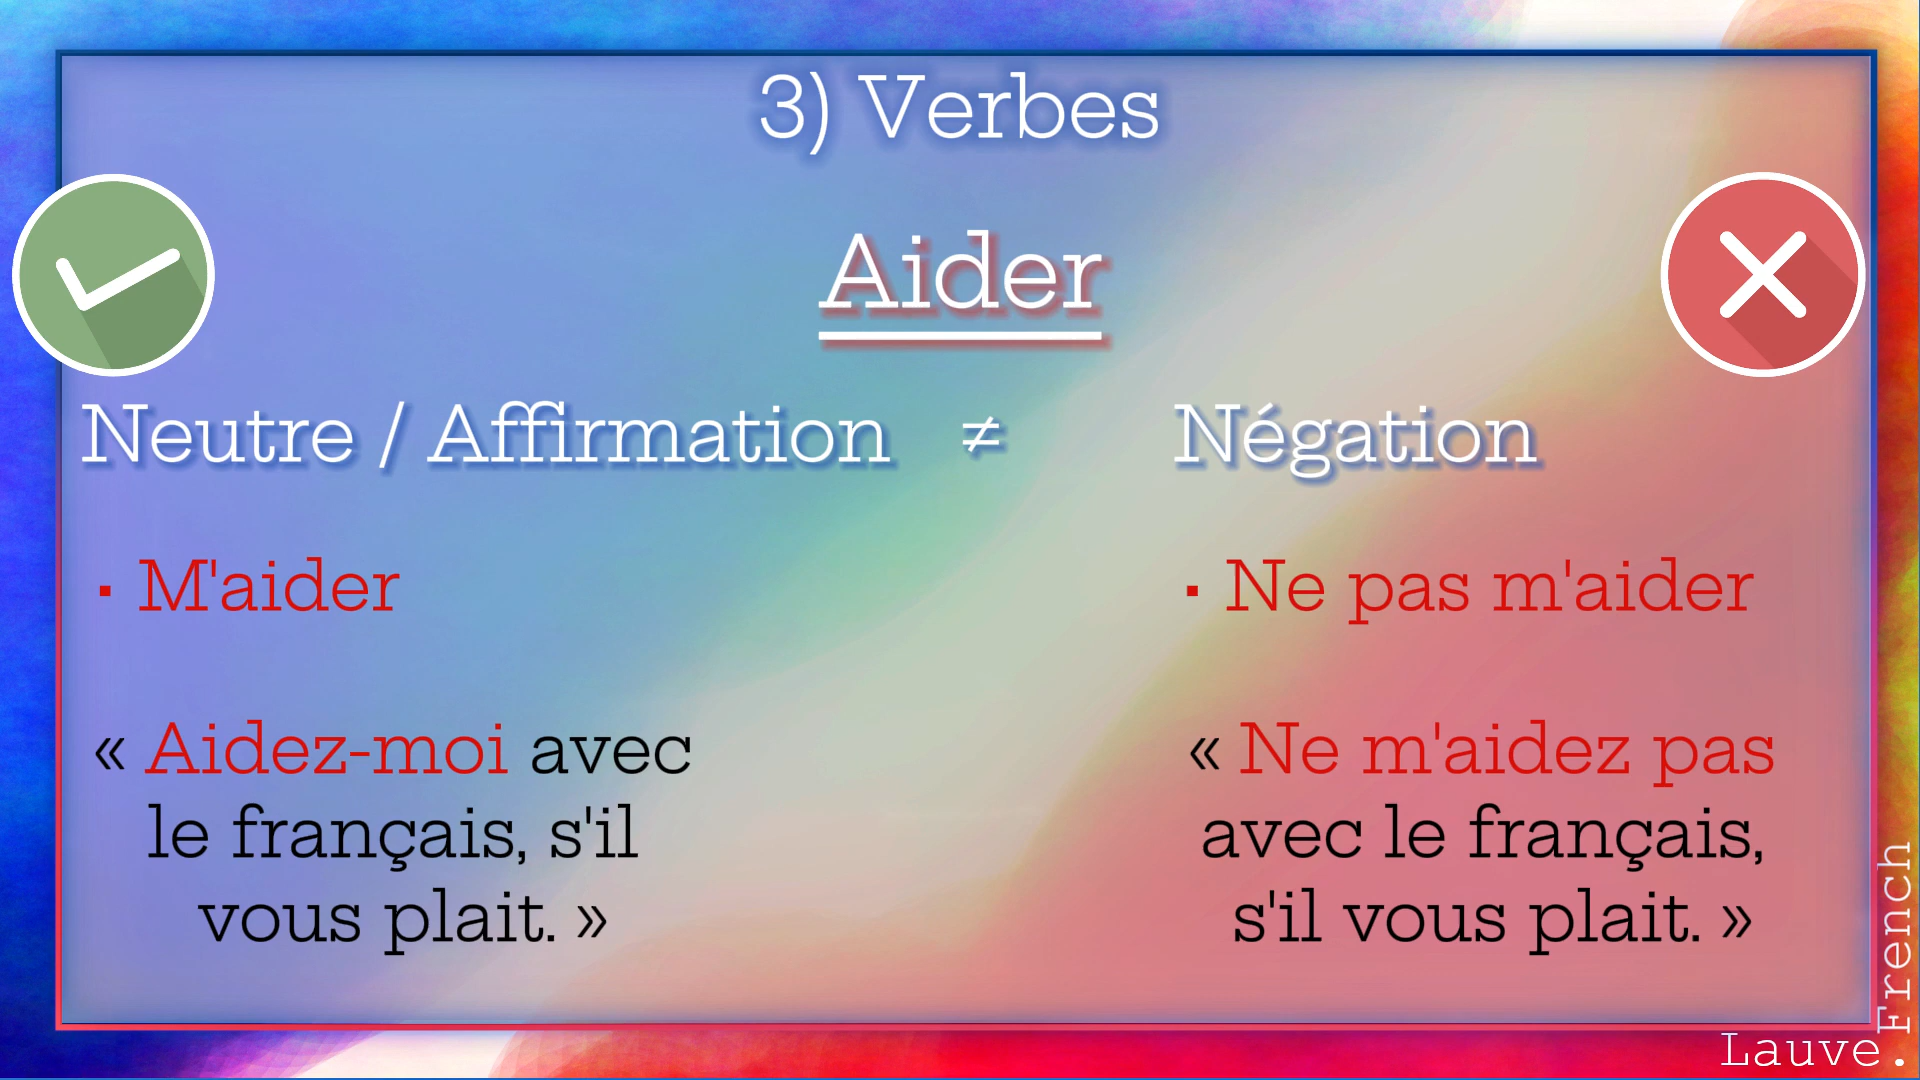 3) Verbes
Aider
Neutre / Affirmation ≠ Négation
▪ M'aider
▪ Ne pas m'aider
« Aidez-moi avec
le français, s'il
vous plait. »
« Ne m'aidez pas
avec le français,
s'il vous plait. »
Lauve.
French